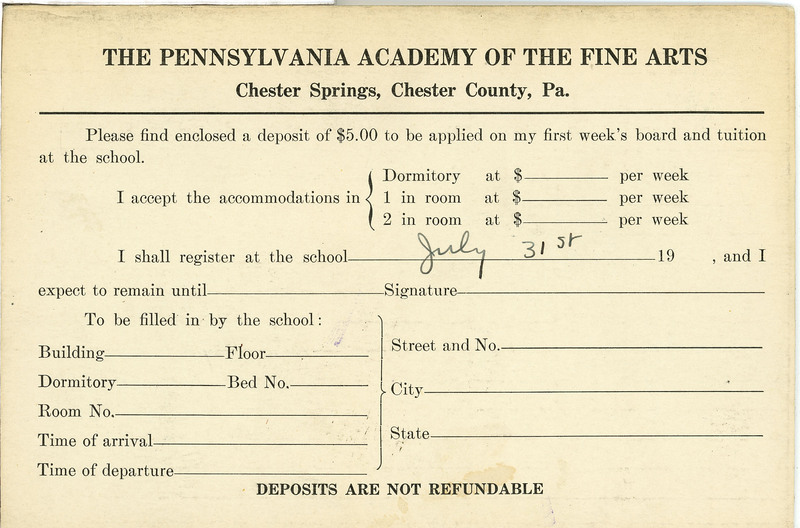 THE PENNSYLVANIA ACADEMY OF THE FINE ARTS
Chester Springs, Chester County, Pa.
Please find enclosed a deposit of $5.00 to be applied on my first week's board and tuition
at the school.
I accept the accommodations in
Dormitory at $ per week
1 in room at $ per week
2 in room at $ per week
I shall register at the school July 31st 19 , and I
expect to remain until Signature
To be filled in by the school:
Building Floor
Dormitory Bed No.
Room No.
Time of arrival
Time of departure
Street and No.
City
State
DEPOSITS ARE NOT REFUNDABLE